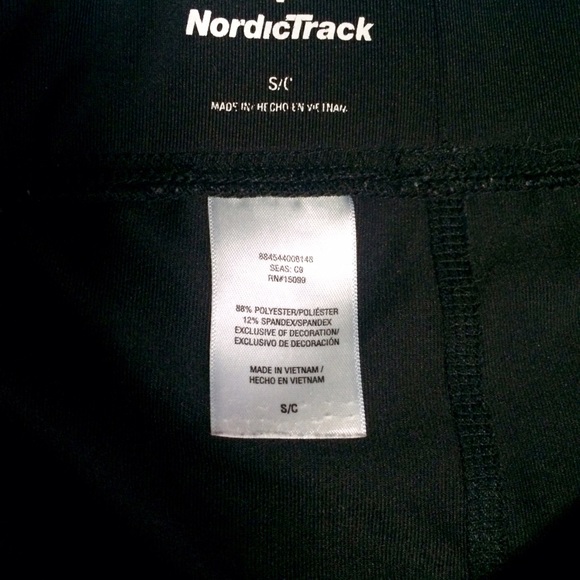 NordicTrack
S/C
MADE IN/ HECHO EN VIETNAM
884544008148
SEAS: C9
RN#15099
88% POLYESTER/POLIÉSTER
12% SPANDEX/SPANDEX
EXCLUSIVE OF DECORATION/
EXCLUSIVO DE DECORACIÓN
MADE IN VIETNAM /
HECHO EN VIETNAM
S/C